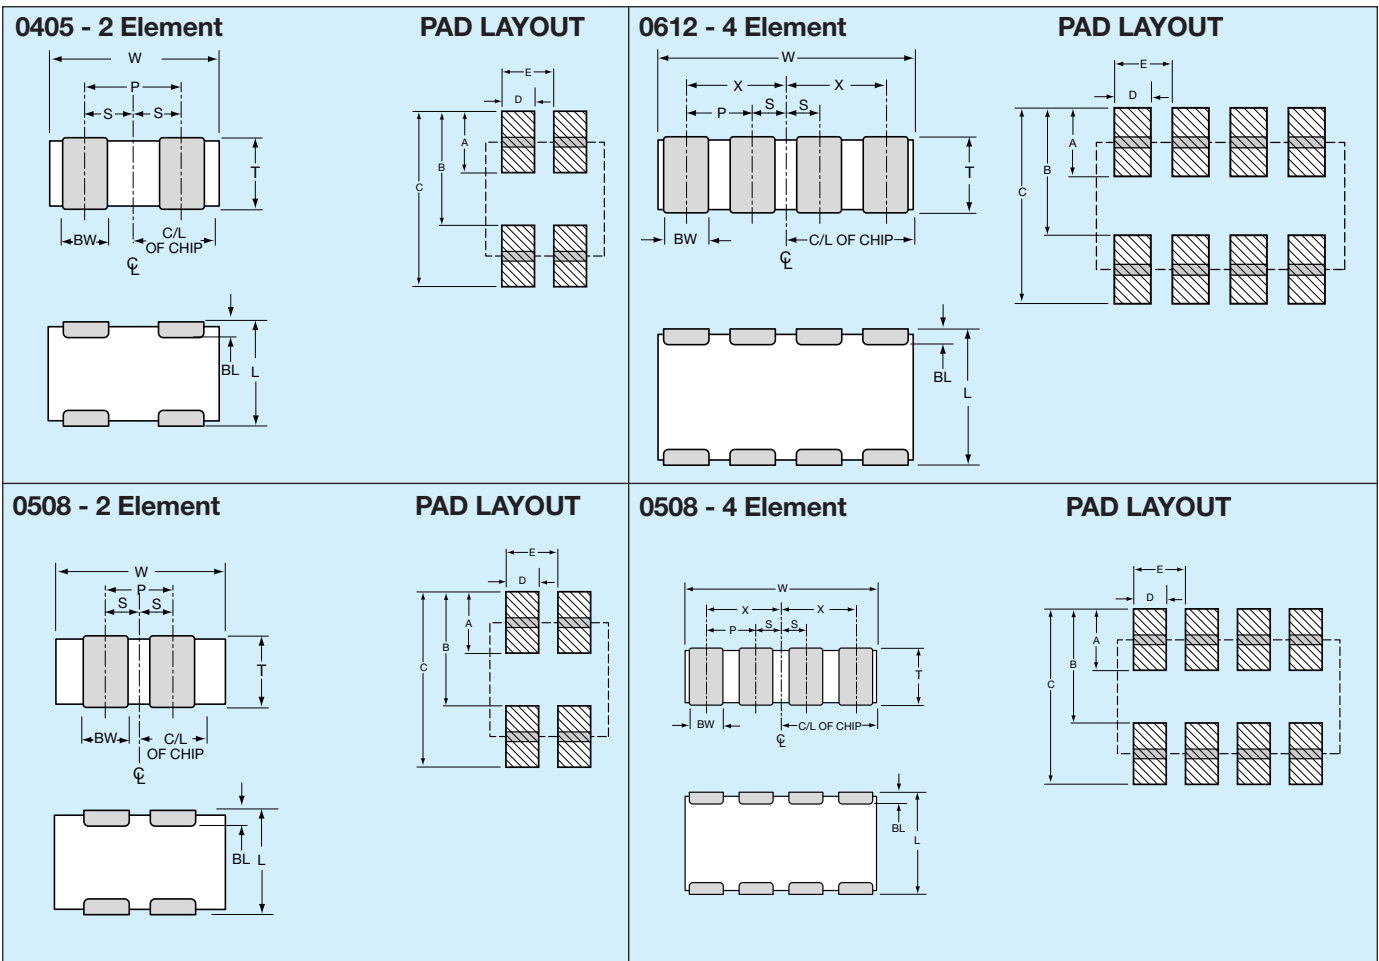 0405 - 2 Element
PAD LAYOUT
W
P
S
S
T
BW
C/L
OF CHIP
℄
BL
L
E
D
A
B
C
0612 - 4 Element
PAD LAYOUT
W
X
X
P
S
S
T
BW
C/L OF CHIP
℄
BL
L
E
D
A
B
C
0508 - 2 Element
PAD LAYOUT
W
P
S
S
T
BW
C/L
OF CHIP
℄
BL
L
E
D
A
B
C
0508 - 4 Element
PAD LAYOUT
W
X
X
P
S
S
T
BW
C/L OF CHIP
℄
BL
L
E
D
A
B
C